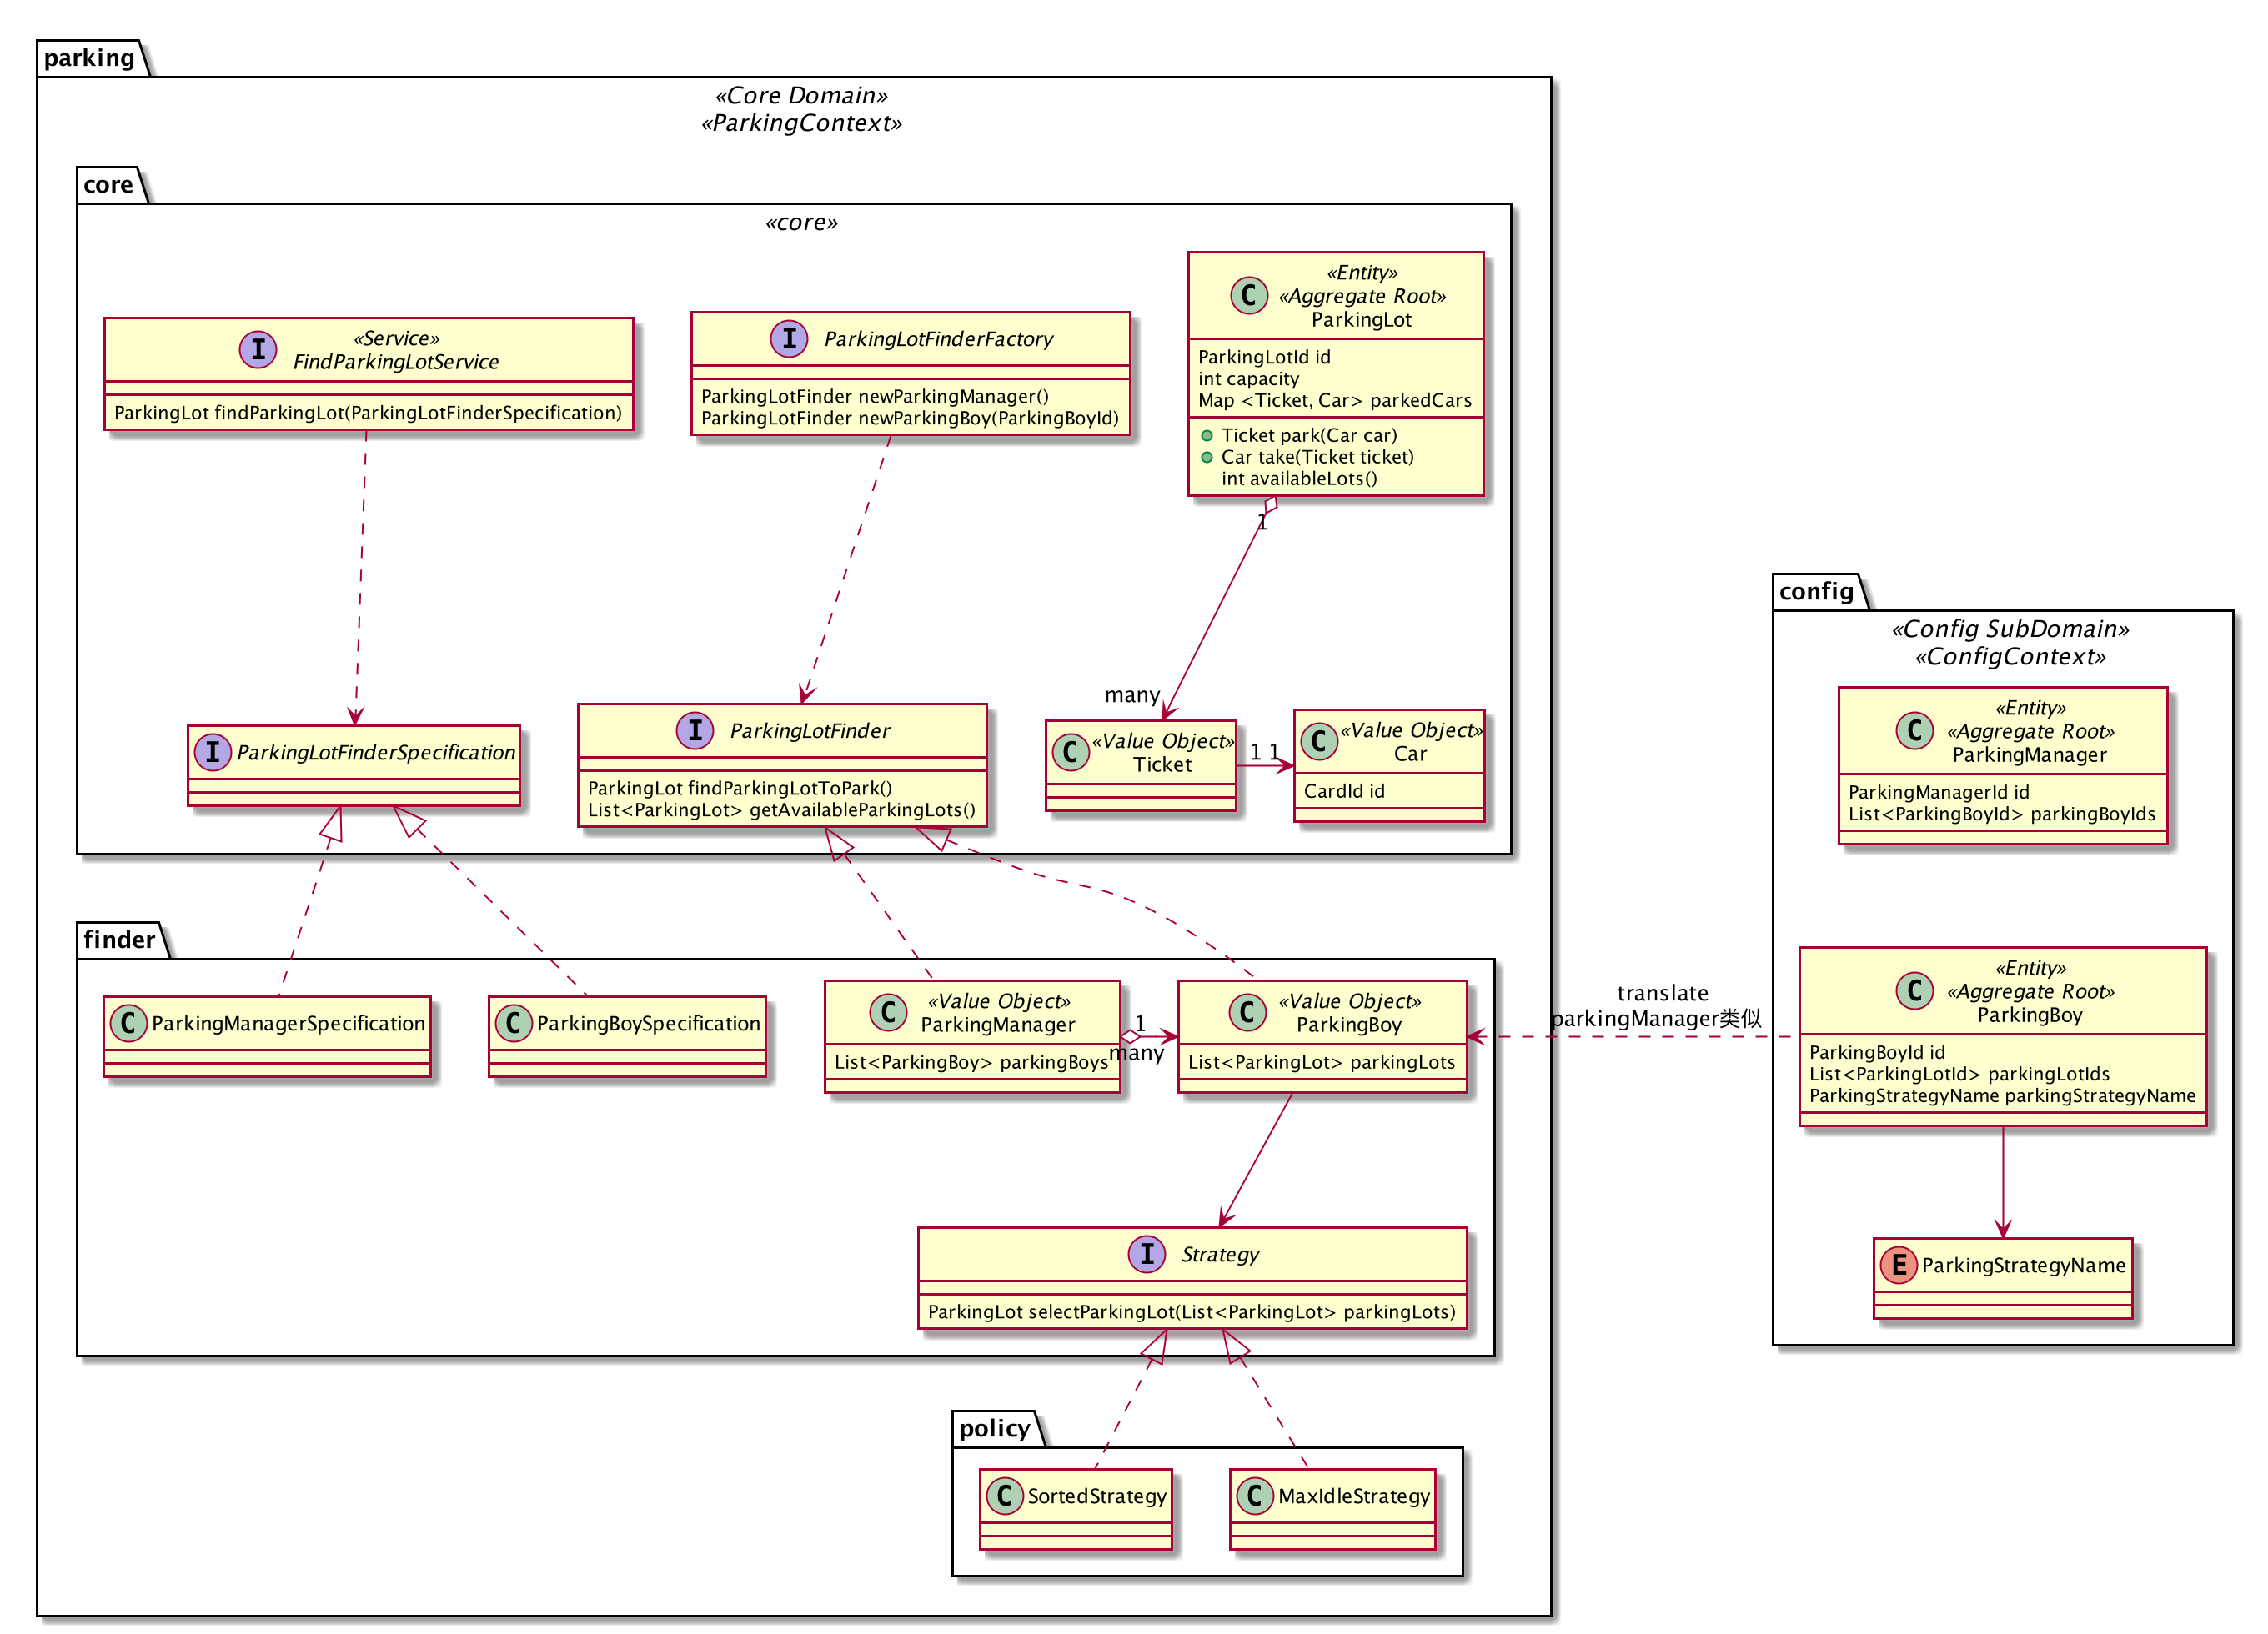 parking
«Core Domain»
«ParkingContext»
core
«core»
I
«Service»
FindParkingLotService
ParkingLot findParkingLot(ParkingLotFinderSpecification)
I
ParkingLotFinderFactory
ParkingLotFinder newParkingManager()
ParkingLotFinder newParkingBoy(ParkingBoyId)
C
«Entity»
«Aggregate Root»
ParkingLot
ParkingLotId id
int capacity
Map <Ticket, Car> parkedCars
Ticket park(Car car)
Car take(Ticket ticket)
int availableLots()
1
many
I
ParkingLotFinderSpecification
I
ParkingLotFinder
ParkingLot findParkingLotToPark()
List<ParkingLot> getAvailableParkingLots()
C
«Value Object»
Ticket
1 1
C
«Value Object»
Car
CardId id
finder
C
ParkingManagerSpecification
C
ParkingBoySpecification
C
«Value Object»
ParkingManager
List<ParkingBoy> parkingBoys
1
many
C
«Value Object»
ParkingBoy
List<ParkingLot> parkingLots
I
Strategy
ParkingLot selectParkingLot(List<ParkingLot> parkingLots)
policy
C
SortedStrategy
C
MaxIdleStrategy
translate
parkingManager类似
config
«Config SubDomain»
«ConfigContext»
C
«Entity»
«Aggregate Root»
ParkingManager
ParkingManagerId id
List<ParkingBoyId> parkingBoyIds
C
«Entity»
«Aggregate Root»
ParkingBoy
ParkingBoyId id
List<ParkingLotId> parkingLotIds
ParkingStrategyName parkingStrategyName
E
ParkingStrategyName